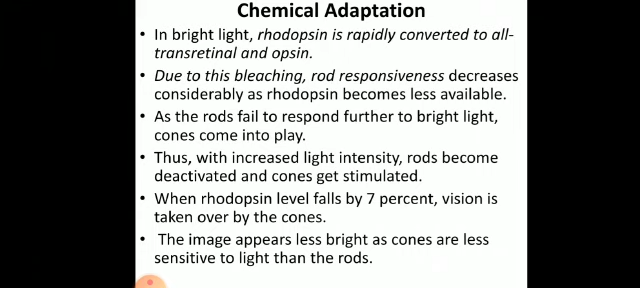 Chemical Adaptation
• In bright light, rhodopsin is rapidly converted to all-
transretinal and opsin.
• Due to this bleaching, rod responsiveness decreases
considerably as rhodopsin becomes less available.
• As the rods fail to respond further to bright light,
cones come into play.
• Thus, with increased light intensity, rods become
deactivated and cones get stimulated.
• When rhodopsin level falls by 7 percent, vision is
taken over by the cones.
• The image appears less bright as cones are less
sensitive to light than the rods.